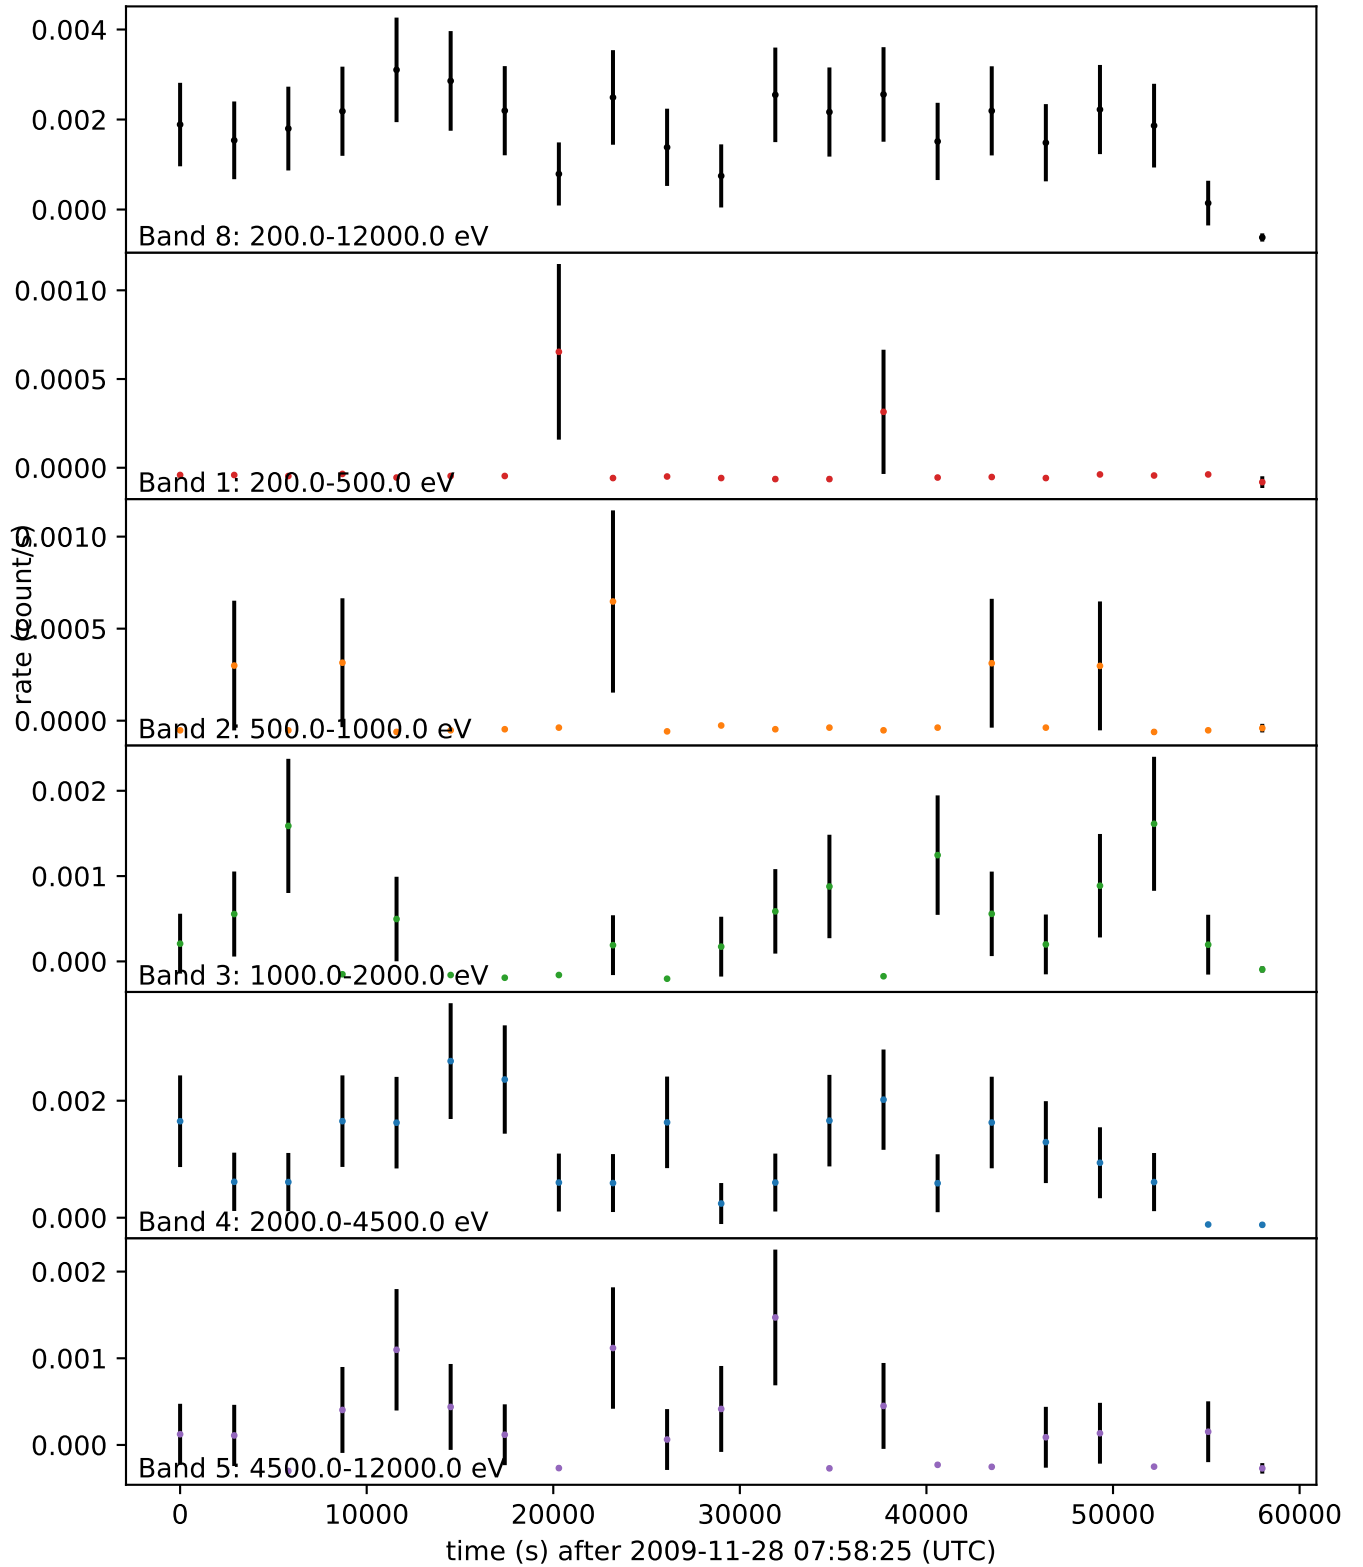 0.004
0.002
0.000
Band 8: 200.0-12000.0 eV
0.0010
0.0005
0.0000
Band 1: 200.0-500.0 eV
rate (count/s)
0.0010
0.0005
0.0000
Band 2: 500.0-1000.0 eV
0.002
0.001
0.000
Band 3: 1000.0-2000.0 eV
0.002
0.000
Band 4: 2000.0-4500.0 eV
0.002
0.001
0.000
Band 5: 4500.0-12000.0 eV
0 10000 20000 30000 40000 50000 60000
time (s) after 2009-11-28 07:58:25 (UTC)